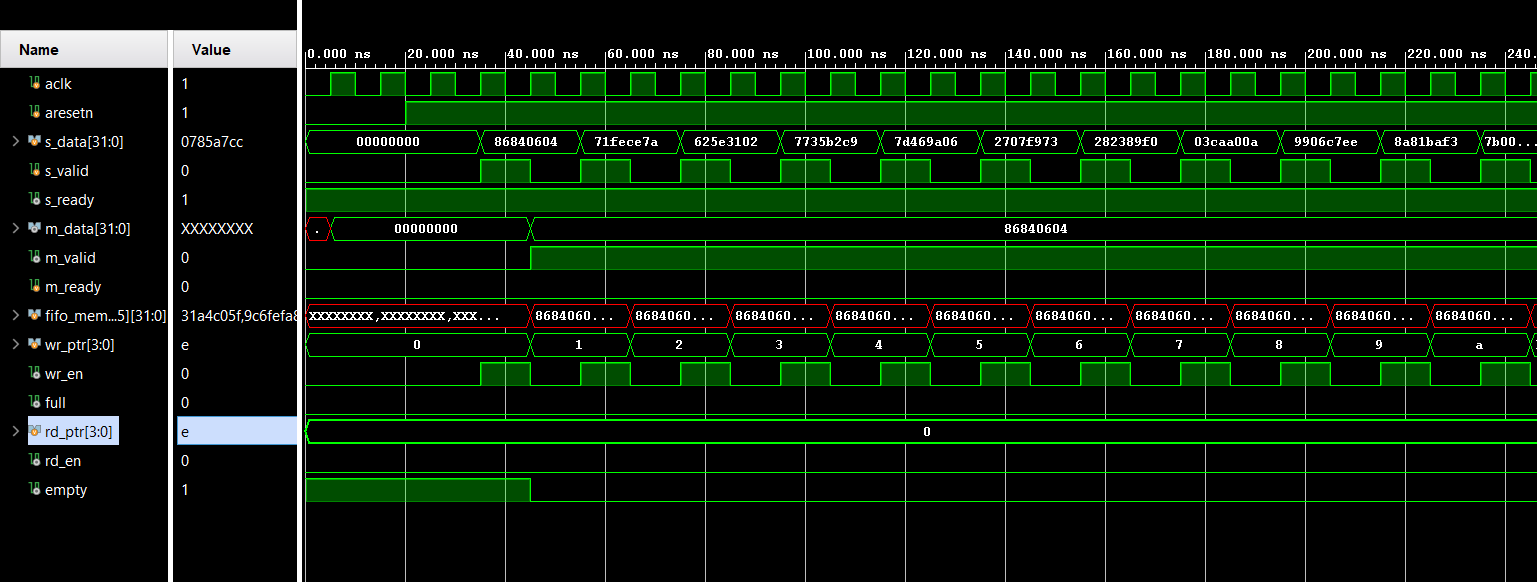 Name Value 0.000 ns 20.000 ns 40.000 ns 60.000 ns 80.000 ns 100.000 ns 120.000 ns 140.000 ns 160.000 ns 180.000 ns 200.000 ns 220.000 ns 240.
aclk 1
aresetn 1
s_data[31:0] 0785a7cc 00000000 86840604 71fece7a 625e3102 7735b2c9 7d469a06 2707f973 282389f0 03caa00a 9906c7ee 8a81baf3 7b00...
s_valid 0
s_ready 1
m_data[31:0] XXXXXXXX . 00000000 86840604
m_valid 0
m_ready 0
fifo_mem...5][31:0] 31a4c05f,9c6fefa8 XXXXXXXX,XXXXXXXX,XXX... 8684060... 8684060... 8684060... 8684060... 8684060... 8684060... 8684060... 8684060... 8684060... 8684060...
wr_ptr[3:0] e 0 1 2 3 4 5 6 7 8 9 a
wr_en 0
full 0
rd_ptr[3:0] e 0
rd_en 0
empty 1